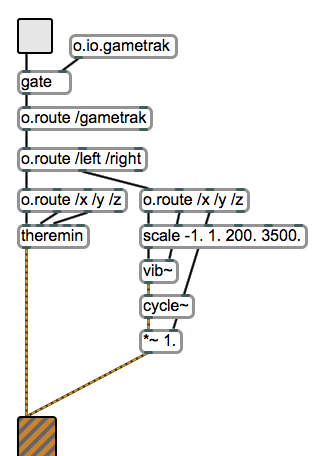 o.io.gametrak
gate
o.route /gametrak
o.route /left /right
o.route /x /y /z
o.route /x /y /z
theremin
scale -1. 1. 200. 3500.
vib~
cycle~
*~ 1.